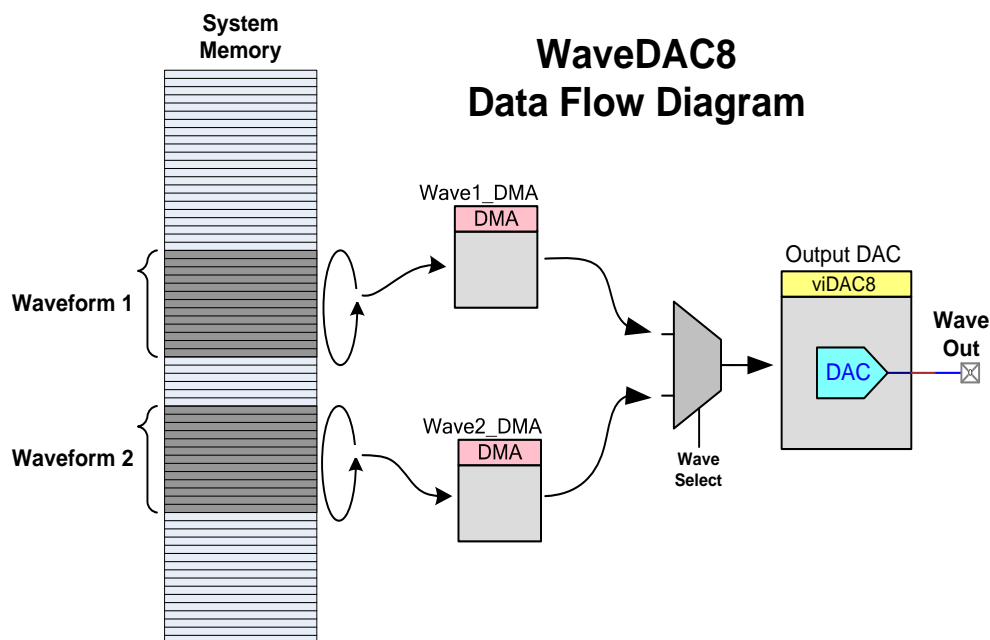 System
Memory
WaveDAC8
Data Flow Diagram
Wave1_DMA
DMA
Output DAC
viDAC8
Waveform 1
Wave
Out
DAC
Wave2_DMA
DMA
Waveform 2
Wave
Select